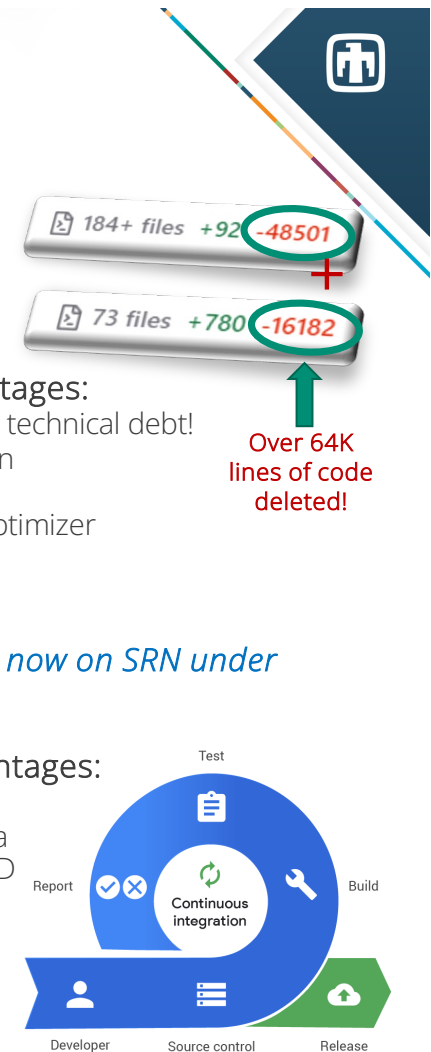 184+ files +92 -48501
+
73 files +780 -16182
tages:
technical debt!
n
Over 64K
lines of code
deleted!
ptimizer
now on SRN under
ntages:
a
D
Test
Report
Build
Continuous
integration
Developer
Source control
Release